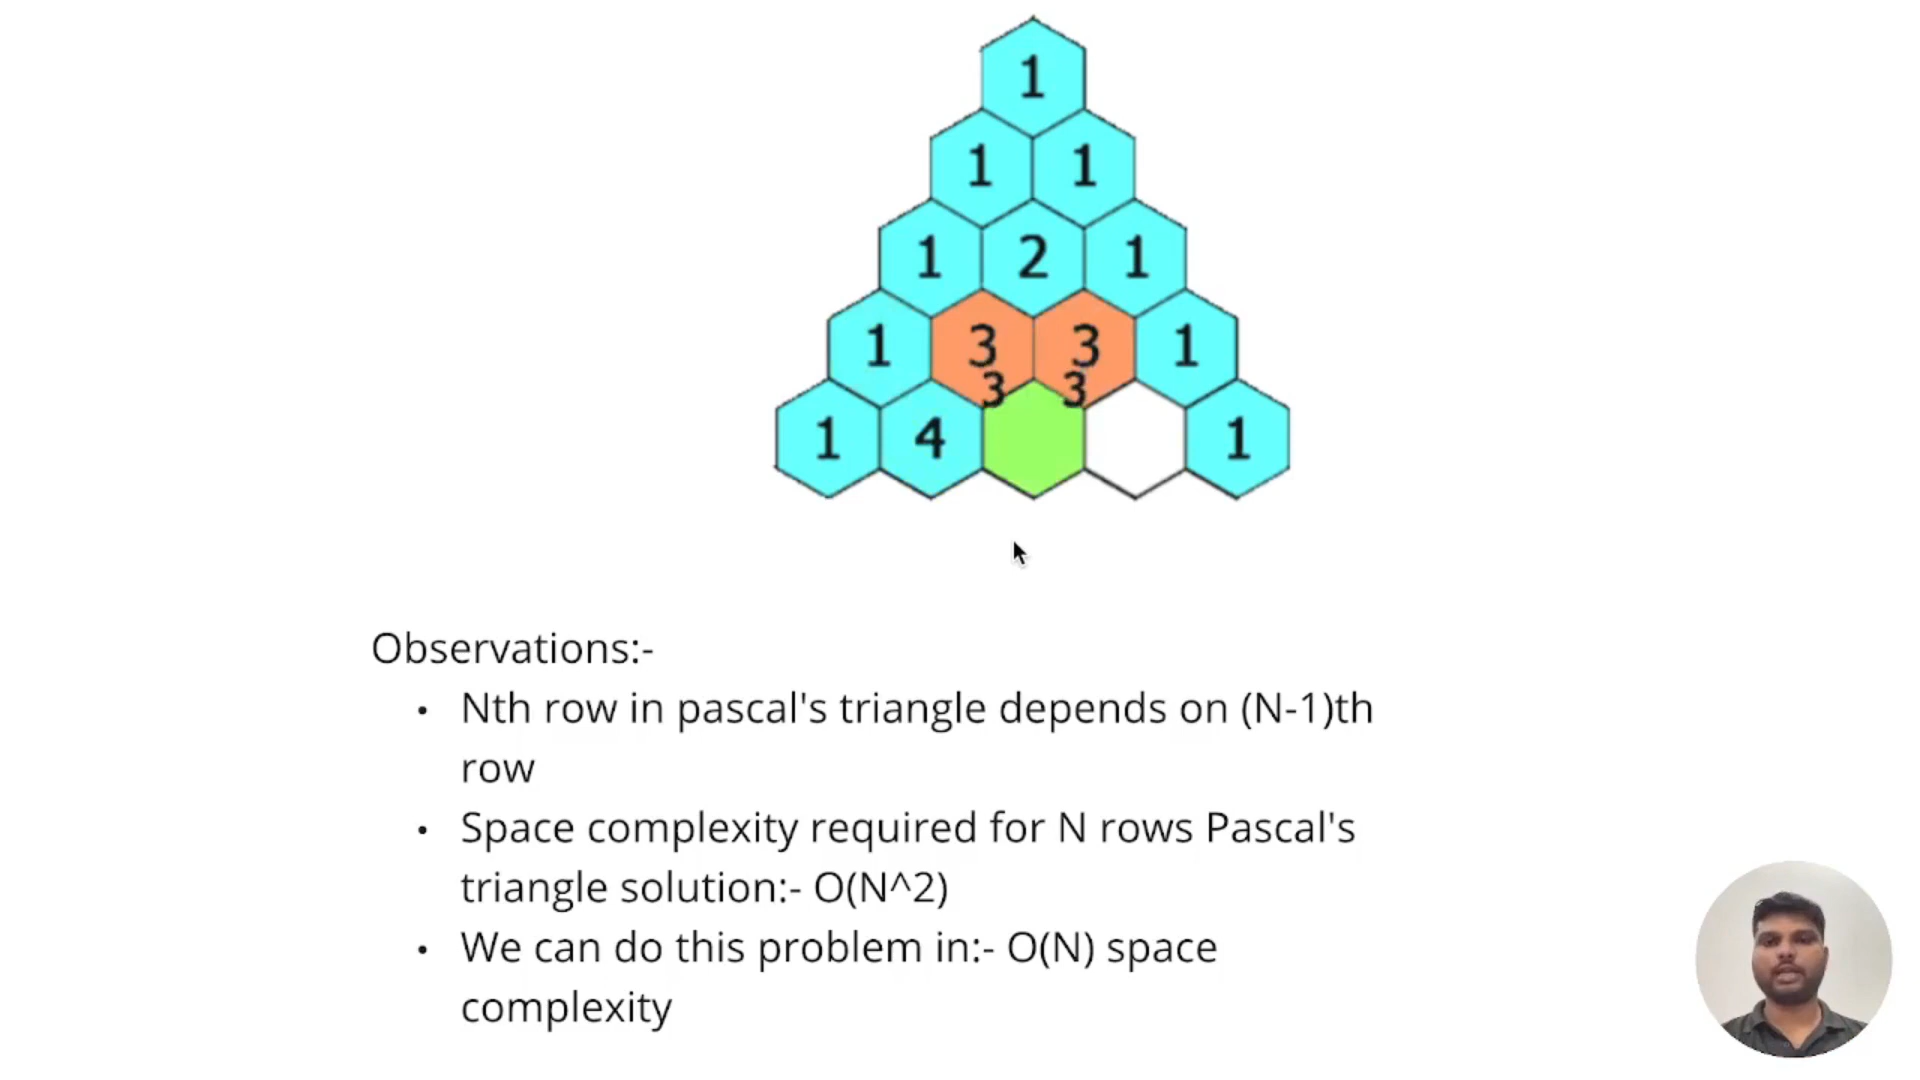 1
1 1
1 2 1
1 3 3 1
3 3
1 4 1
Observations:-
• Nth row in pascal's triangle depends on (N-1)th
row
• Space complexity required for N rows Pascal's
triangle solution:- O(N^2)
• We can do this problem in:- O(N) space
complexity